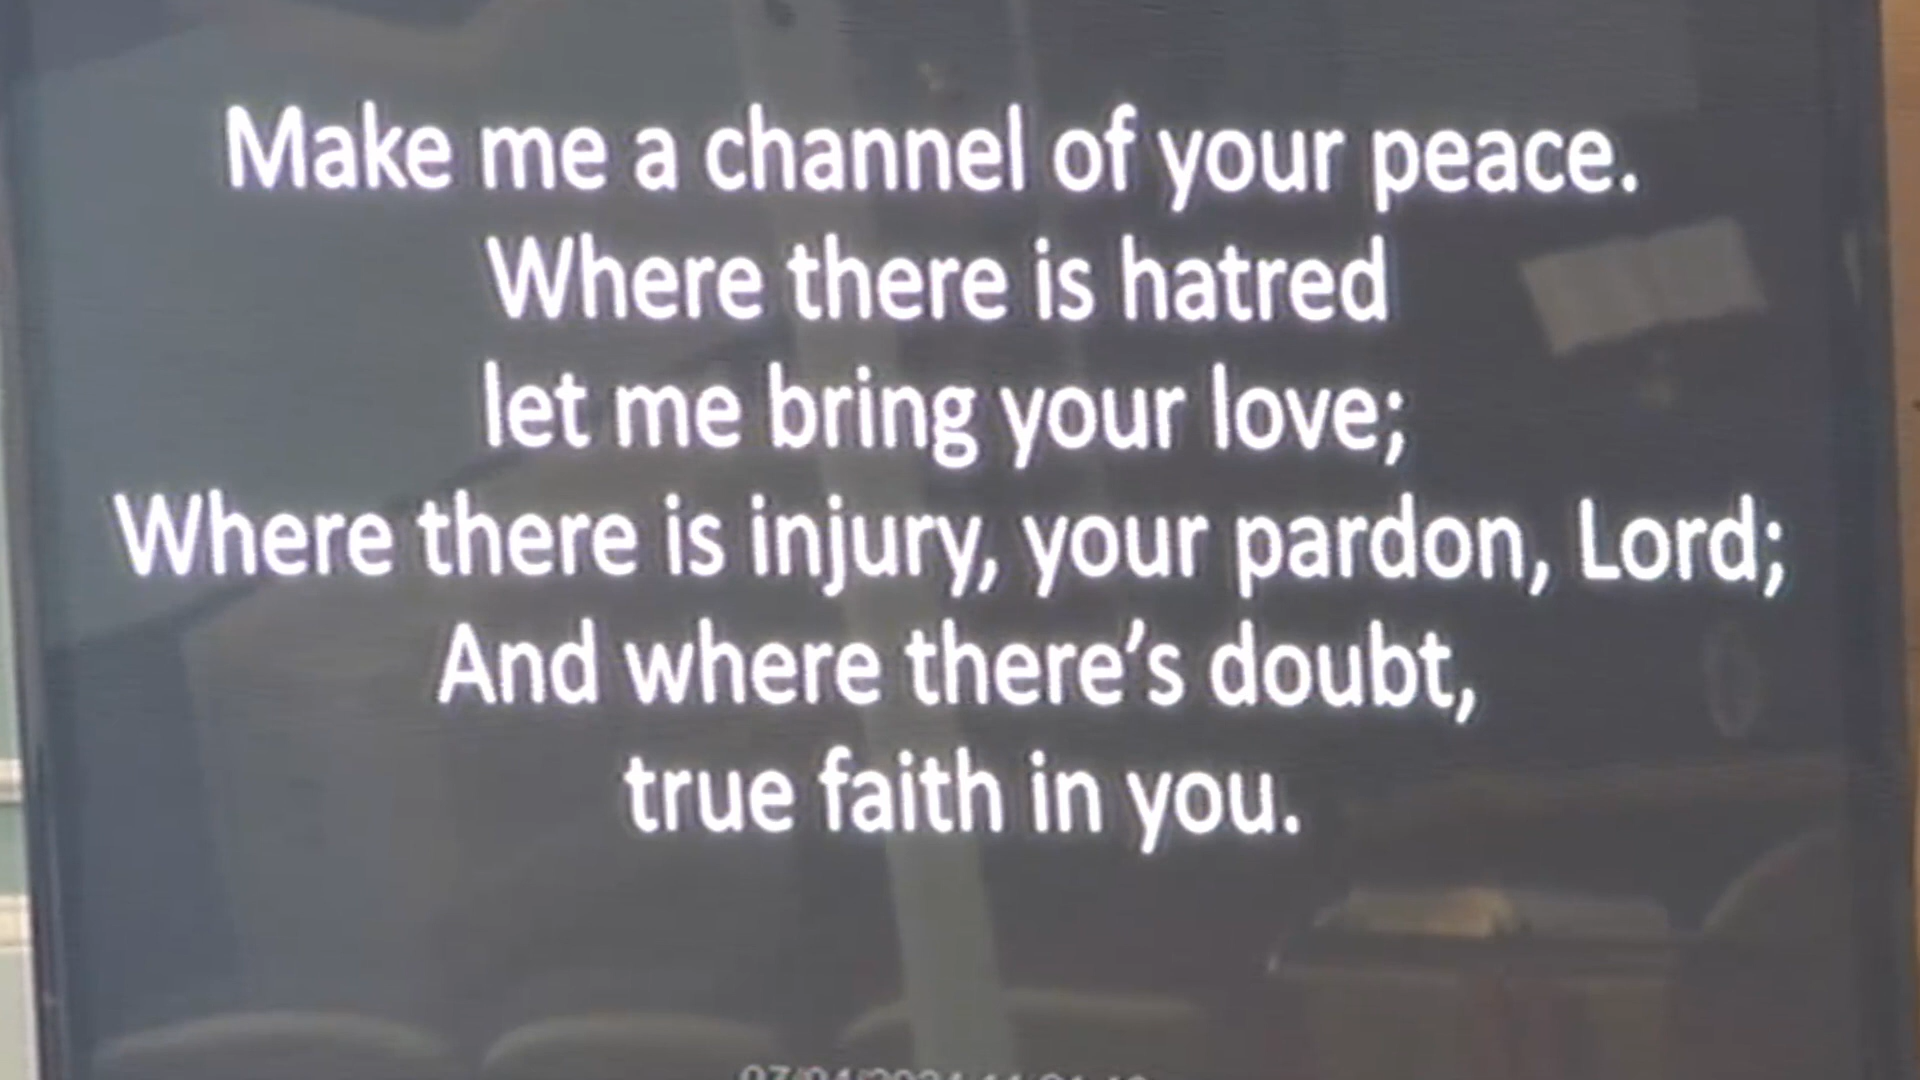 Make me a channel of your peace.
Where there is hatred
let me bring your love;
Where there is injury, your pardon, Lord;
And where there's doubt,
true faith in you.